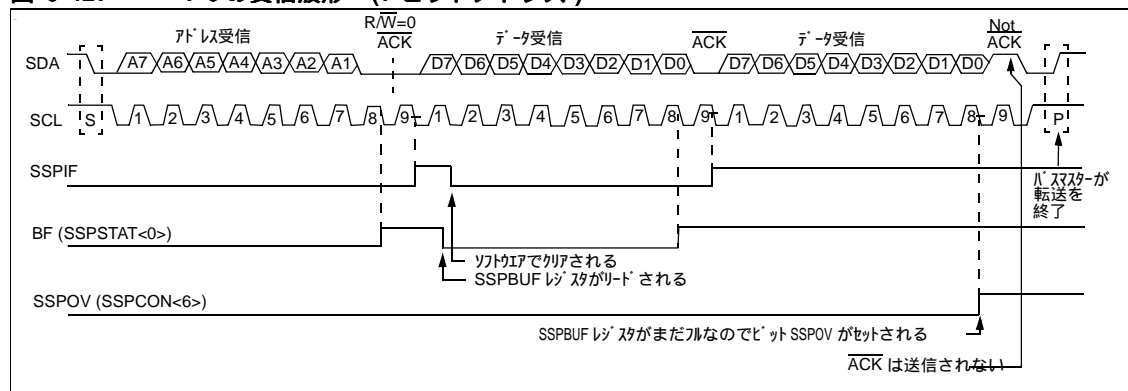 R/W=0
アドレス受信 ACK データ受信 ACK データ受信 Not ACK
SDA A7 A6 A5 A4 A3 A2 A1 D7 D6 D5 D4 D3 D2 D1 D0 D7 D6 D5 D4 D3 D2 D1 D0
SCL S 1 2 3 4 5 6 7 8 9 1 2 3 4 5 6 7 8 9 1 2 3 4 5 6 7 8 9 P
SSPIF
バスマスターが
転送を
終了
BF (SSPSTAT<0>)
ソフトウエアでクリアされる
SSPBUF レジスタがリードされる
SSPOV (SSPCON<6>)
SSPBUF レジスタがまだフルなのでビット SSPOV がセットされる
ACK は送信されない